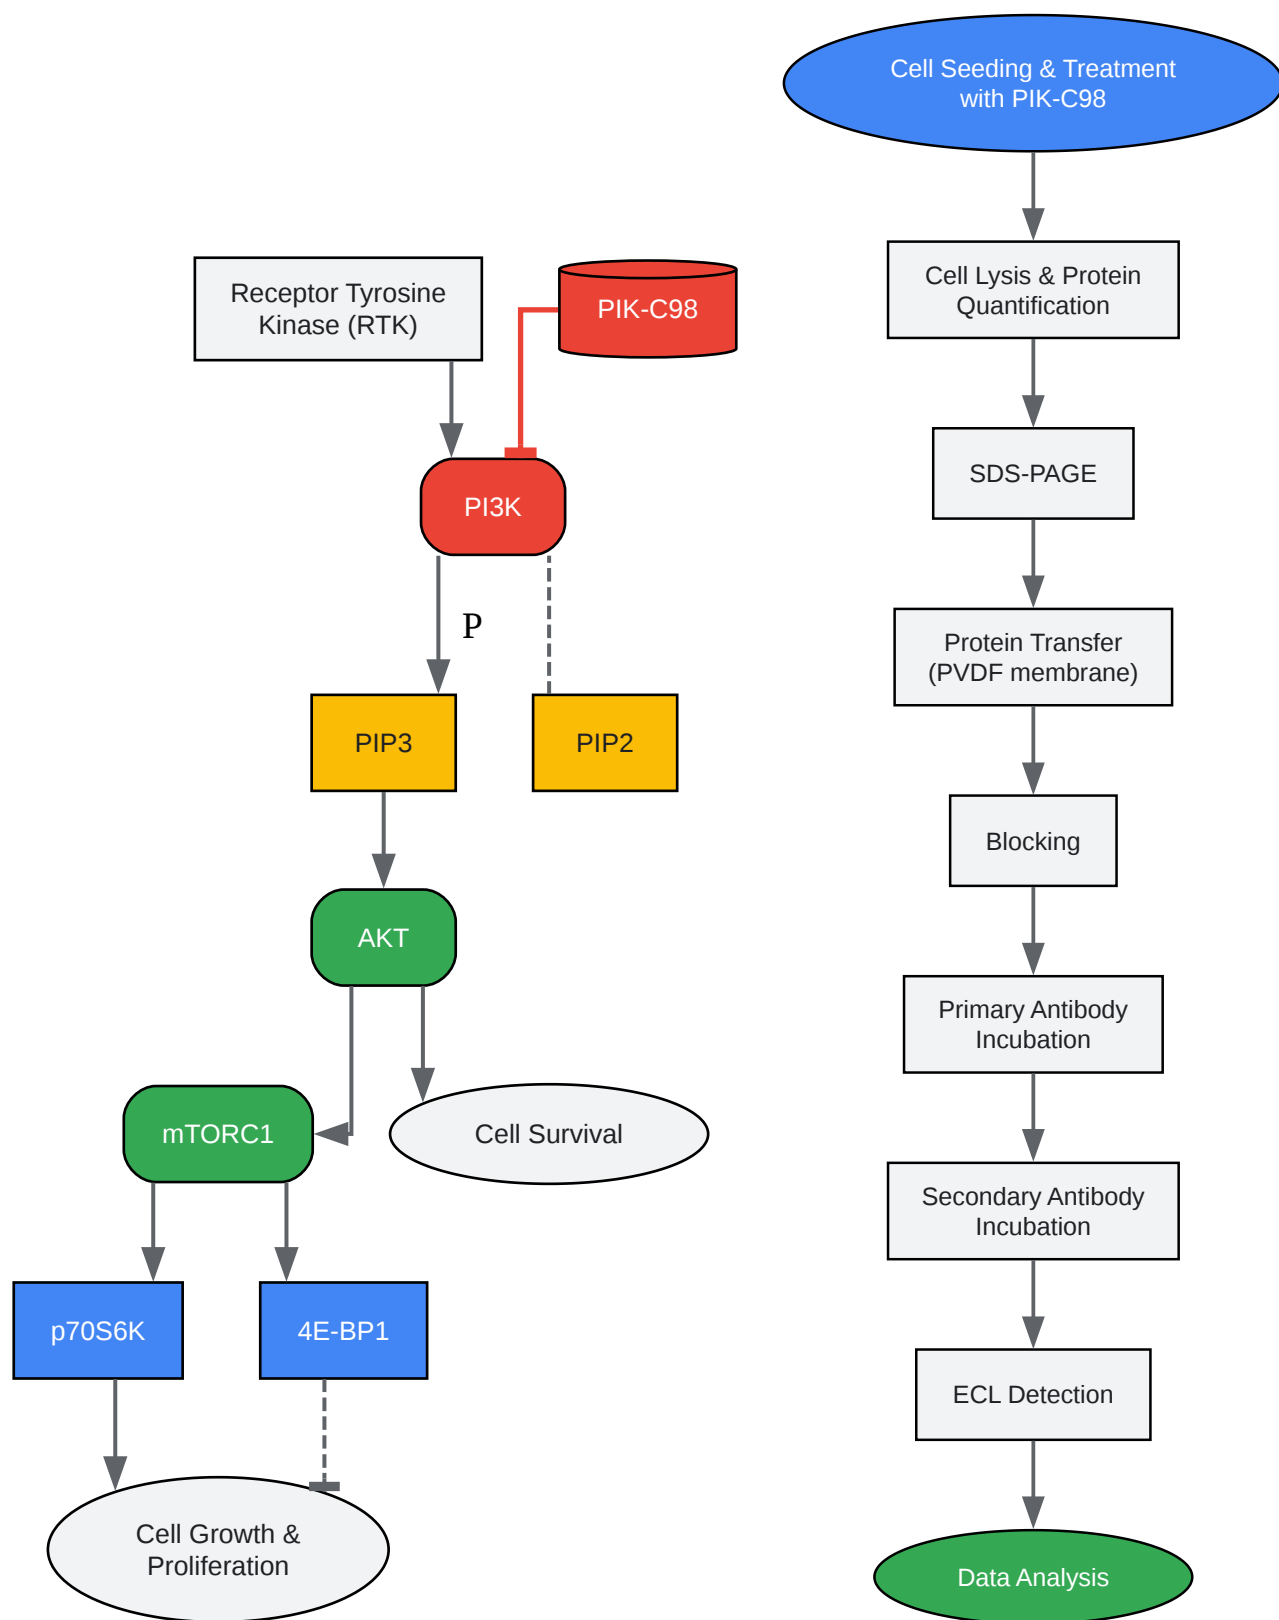 Receptor Tyrosine
Kinase (RTK)
PIK-C98
PI3K
P
PIP3
PIP2
AKT
mTORC1
Cell Survival
p70S6K
4E-BP1
Cell Growth &
Proliferation
Cell Seeding & Treatment
with PIK-C98
Cell Lysis & Protein
Quantification
SDS-PAGE
Protein Transfer
(PVDF membrane)
Blocking
Primary Antibody
Incubation
Secondary Antibody
Incubation
ECL Detection
Data Analysis